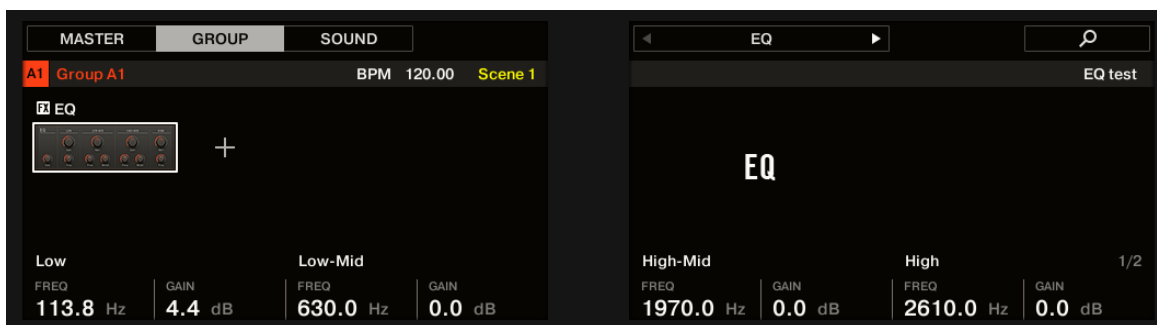 MASTER GROUP SOUND
EQ
A1 Group A1 BPM 120.00 Scene 1
EQ test
FX EQ
EQ
Low Low-Mid
FREQ GAIN FREQ GAIN
113.8 Hz 4.4 dB 630.0 Hz 0.0 dB
High-Mid High 1/2
FREQ GAIN FREQ GAIN
1970.0 Hz 0.0 dB 2610.0 Hz 0.0 dB